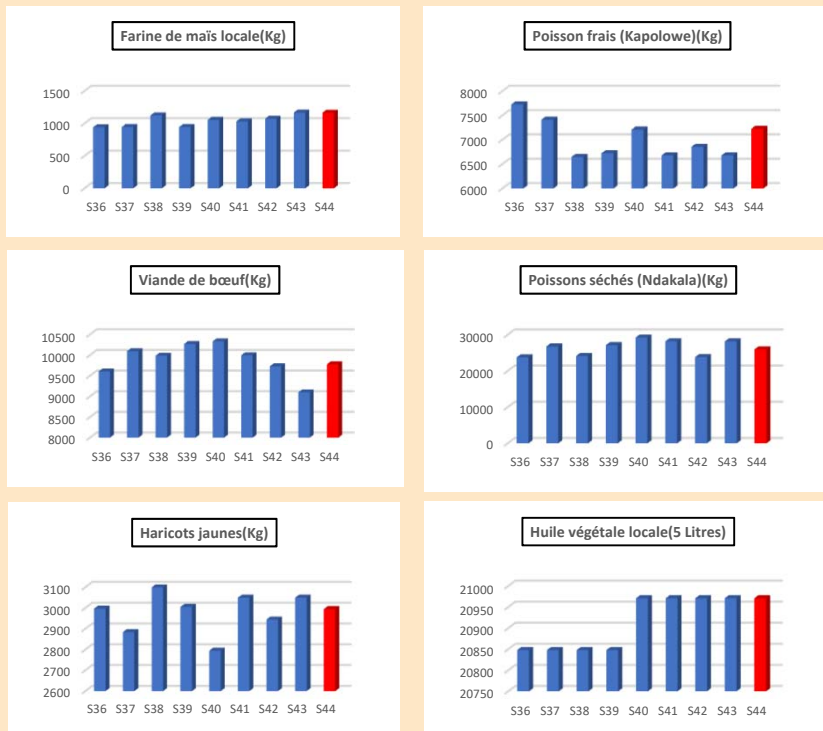 Farine de maïs locale(Kg)
1500
1000
500
0
S36 S37 S38 S39 S40 S41 S42 S43 S44
Poisson frais (Kapolowe)(Kg)
8000
7500
7000
6500
6000
S36 S37 S38 S39 S40 S41 S42 S43 S44
Viande de bœuf(Kg)
10500
10000
9500
9000
8500
8000
S36 S37 S38 S39 S40 S41 S42 S43 S44
Poissons séchés (Ndakala)(Kg)
30000
20000
10000
0
S36 S37 S38 S39 S40 S41 S42 S43 S44
Haricots jaunes(Kg)
3100
3000
2900
2800
2700
2600
S36 S37 S38 S39 S40 S41 S42 S43 S44
Huile végétale locale(5 Litres)
21000
20950
20900
20850
20800
20750
S36 S37 S38 S39 S40 S41 S42 S43 S44